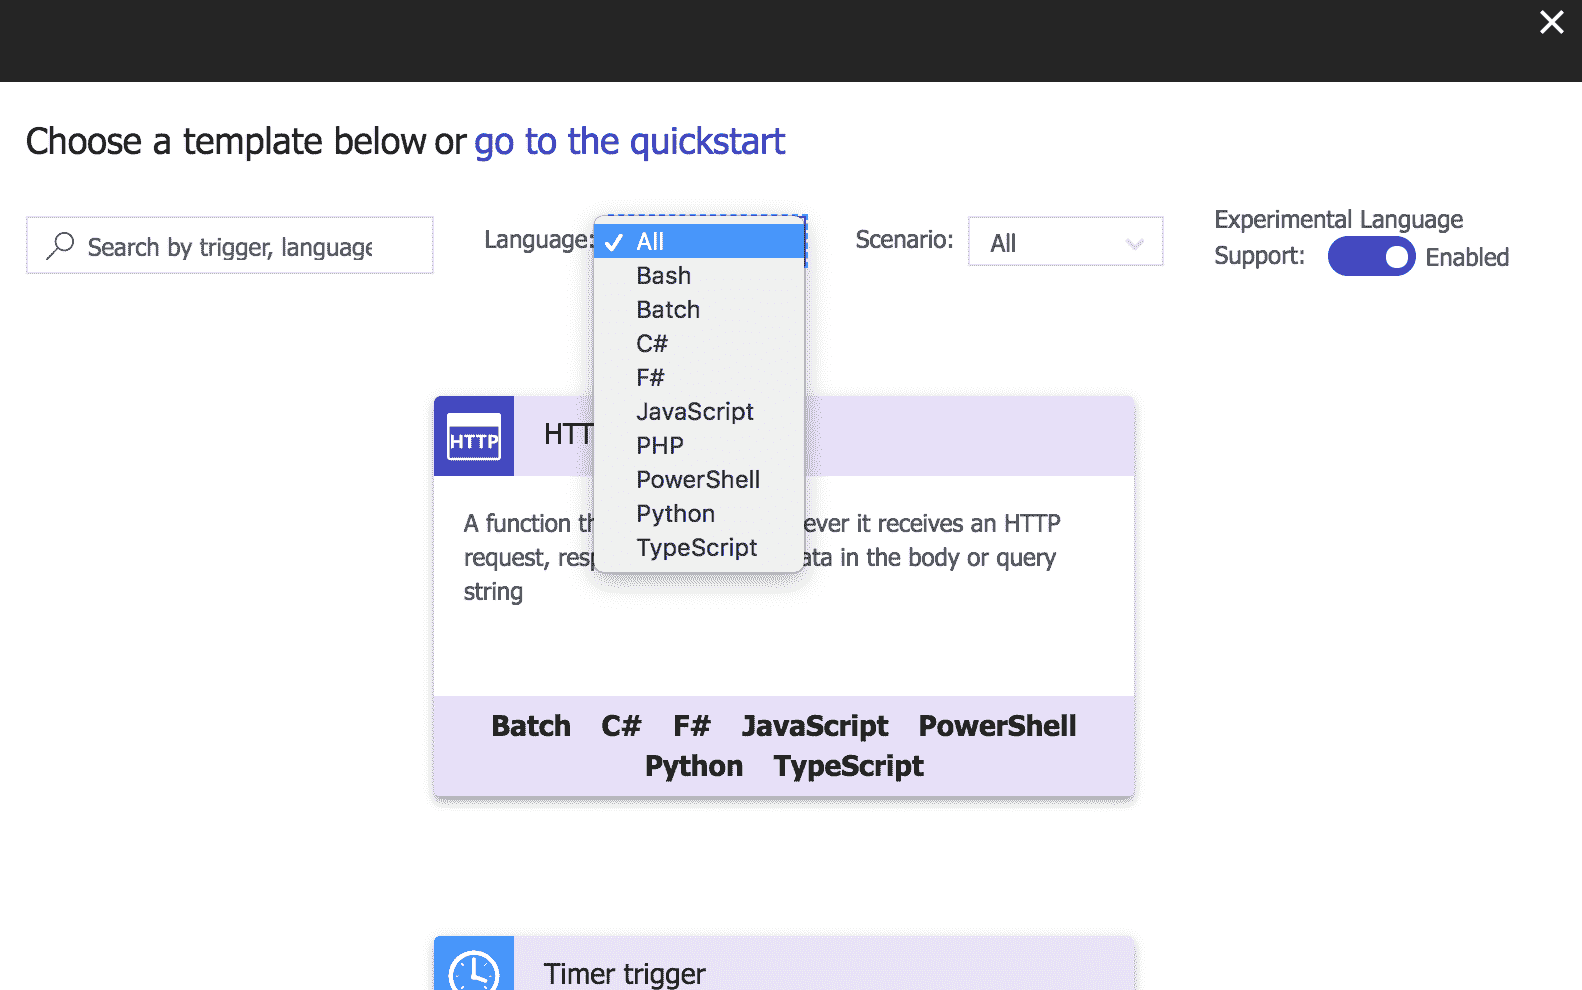 Choose a template below or go to the quickstart
Search by trigger, language
Language:
All
Bash
Batch
C#
F#
JavaScript
PHP
PowerShell
Python
TypeScript
Scenario:
All
Experimental Language
Support:
Enabled
HTTP
HTT
A function th ever it receives an HTTP
request, resp ata in the body or query
string
Batch C# F# JavaScript PowerShell
Python TypeScript
Timer trigger